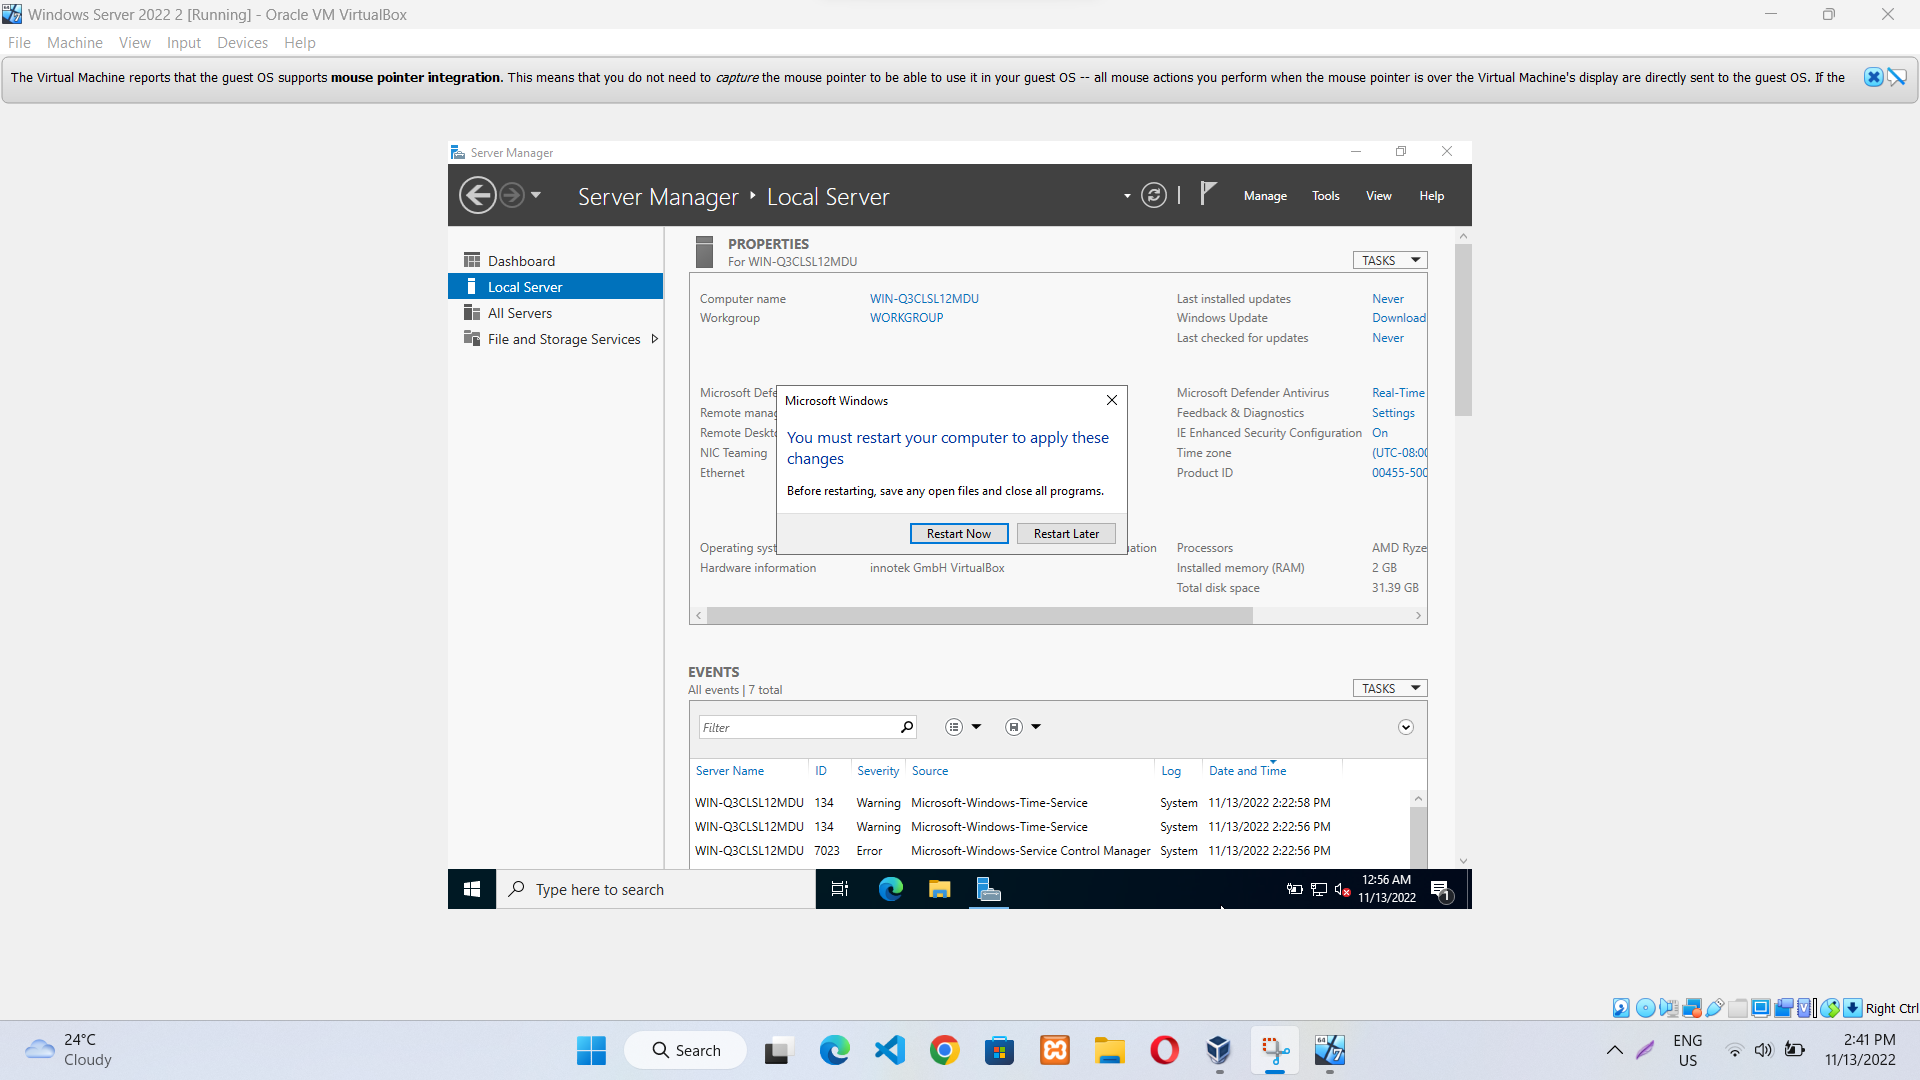 Windows Server 2022 2 [Running] - Oracle VM VirtualBox
File Machine View Input Devices Help
The Virtual Machine reports that the guest OS supports mouse pointer integration. This means that you do not need to capture the mouse pointer to be able to use it in your guest OS -- all mouse actions you perform when the mouse pointer is over the Virtual Machine's display are directly sent to the guest OS. If the
Server Manager
Server Manager Local Server
Manage Tools View Help
Dashboard
Local Server
All Servers
File and Storage Services
PROPERTIES
For WIN-Q3CLSL12MDU
TASKS
Computer name WIN-Q3CLSL12MDU Last installed updates Never
Workgroup WORKGROUP Windows Update Download
Last checked for updates Never
Microsoft Defe Microsoft Defender Antivirus Real-Time
Remote manag Feedback & Diagnostics Settings
Remote Deskto IE Enhanced Security Configuration On
NIC Teaming Time zone (UTC-08:00
Ethernet Product ID 00455-500
Microsoft Windows
You must restart your computer to apply these
changes
Before restarting, save any open files and close all programs.
Restart Now Restart Later
Operating syst ation Processors AMD Ryze
Hardware information innotek GmbH VirtualBox Installed memory (RAM) 2 GB
Total disk space 31.39 GB
EVENTS
All events | 7 total
TASKS
Filter
Server Name ID Severity Source Log Date and Time
WIN-Q3CLSL12MDU 134 Warning Microsoft-Windows-Time-Service System 11/13/2022 2:22:58 PM
WIN-Q3CLSL12MDU 134 Warning Microsoft-Windows-Time-Service System 11/13/2022 2:22:56 PM
WIN-Q3CLSL12MDU 7023 Error Microsoft-Windows-Service Control Manager System 11/13/2022 2:22:56 PM
Type here to search
12:56 AM
11/13/2022
1
Right Ctrl
24°C
Cloudy
Search
64
7
ENG
US
2:41 PM
11/13/2022